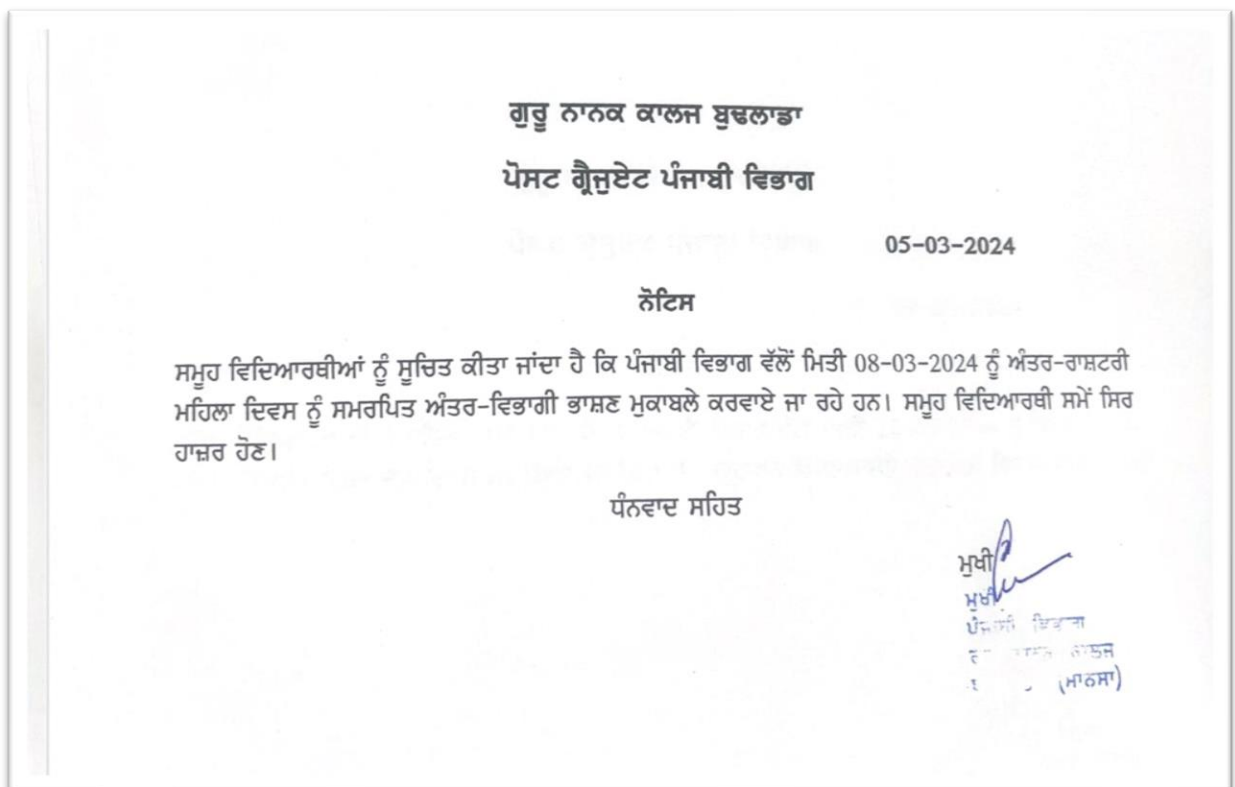 ਗੁਰੂ ਨਾਨਕ ਕਾਲਜ ਬੁਢਲਾਡਾ
ਪੋਸਟ ਗ੍ਰੈਜੁਏਟ ਪੰਜਾਬੀ ਵਿਭਾਗ
05-03-2024
ਨੋਟਿਸ
ਸਮੂਹ ਵਿਦਿਆਰਥੀਆਂ ਨੂੰ ਸੂਚਿਤ ਕੀਤਾ ਜਾਂਦਾ ਹੈ ਕਿ ਪੰਜਾਬੀ ਵਿਭਾਗ ਵੱਲੋਂ ਮਿਤੀ 08-03-2024 ਨੂੰ ਅੰਤਰ-ਰਾਸ਼ਟਰੀ
ਮਹਿਲਾ ਦਿਵਸ ਨੂੰ ਸਮਰਪਿਤ ਅੰਤਰ-ਵਿਭਾਗੀ ਭਾਸ਼ਣ ਮੁਕਾਬਲੇ ਕਰਵਾਏ ਜਾ ਰਹੇ ਹਨ। ਸਮੂਹ ਵਿਦਿਆਰਥੀ ਸਮੇਂ ਸਿਰ
ਹਾਜ਼ਰ ਹੋਣ।
ਧੰਨਵਾਦ ਸਹਿਤ
ਮੁਖੀ
ਮੁਖੀ
ਪੰਜਾਬੀ ਵਿਭਾਗ
ਕਾਲਜ
(ਮਾਨਸਾ)